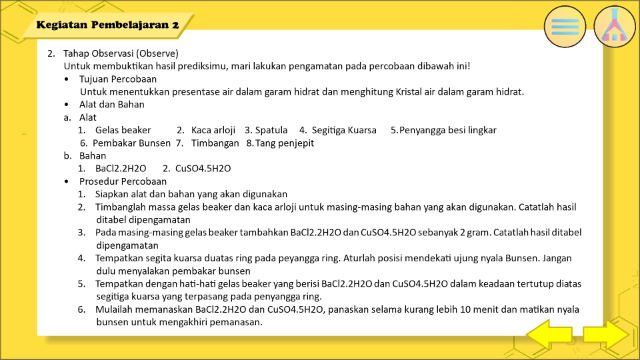 Kegiatan Pembelajaran 2
2. Tahap Observasi (Observe)
Untuk membuktikan hasil prediksimu, mari lakukan pengamatan pada percobaan dibawah ini!
• Tujuan Percobaan
Untuk menentukkan presentase air dalam garam hidrat dan menghitung Kristal air dalam garam hidrat.
• Alat dan Bahan
a. Alat
1. Gelas beaker 2. Kaca arloji 3. Spatula 4. Segitiga Kuarsa 5.Penyangga besi lingkar
6. Pembakar Bunsen 7. Timbangan 8.Tang penjepit
b. Bahan
1. BaCl2.2H2O 2. CuSO4.5H2O
• Prosedur Percobaan
1. Siapkan alat dan bahan yang akan digunakan
2. Timbanglah massa gelas beaker dan kaca arloji untuk masing-masing bahan yang akan digunakan. Catatlah hasil
ditabel dipengamatan
3. Pada masing-masing gelas beaker tambahkan BaCl2.2H2O dan CuSO4.5H2O sebanyak 2 gram. Catatlah hasil ditabel
dipengamatan
4. Tempatkan segita kuarsa duatas ring pada peyangga ring. Aturlah posisi mendekati ujung nyala Bunsen. Jangan
dulu menyalakan pembakar bunsen
5. Tempatkan dengan hati-hati gelas beaker yang berisi BaCl2.2H2O dan CuSO4.5H2O dalam keadaan tertutup diatas
segitiga kuarsa yang terpasang pada penyangga ring.
6. Mulailah memanaskan BaCl2.2H2O dan CuSO4.5H2O, panaskan selama kurang lebih 10 menit dan matikan nyala
bunsen untuk mengakhiri pemanasan.